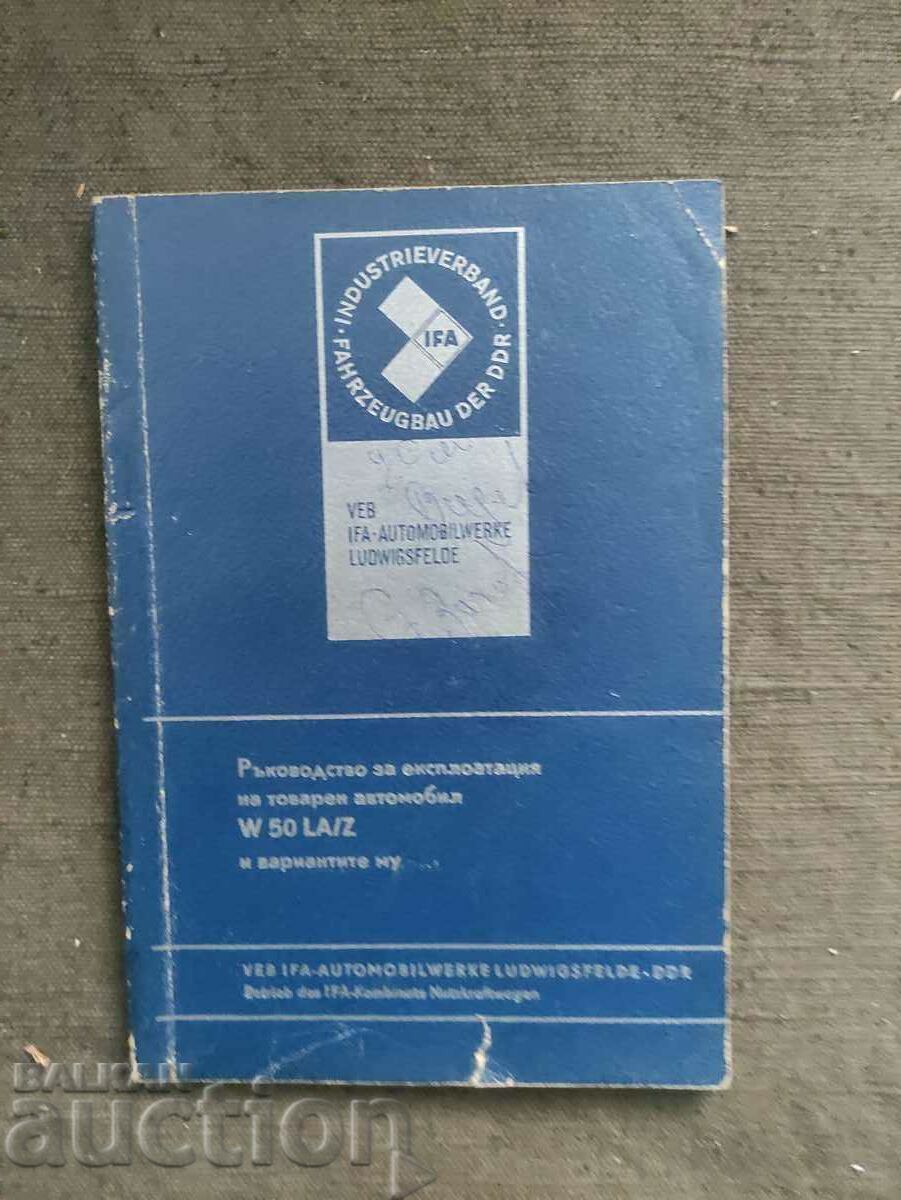 · INDUSTRIEVERBAND ·
FAHRZEUGBAU DER DDR
IFA
VEB
IFA-AUTOMOBILWERKE
LUDWIGSFELDE
Ръководство за експлоатация
на товарен автомобил
W 50 LA/Z
и вариантите му
VEB IFA-AUTOMOBILWERKE LUDWIGSFELDE-DDR
Betrieb des IFA-Kombinats Nutzkraftwagen
BALKAN
auction